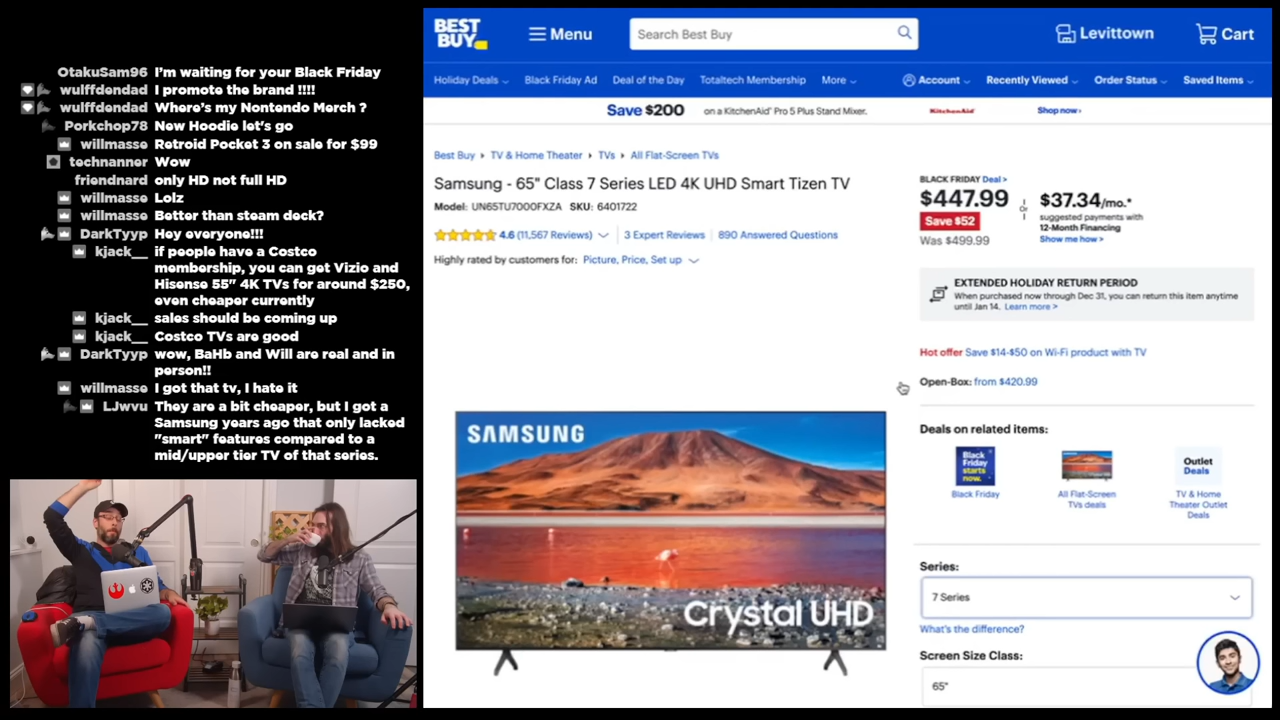 OtakuSam96 I'm waiting for your Black Friday
wulffdendad I promote the brand !!!!
wulffdendad Where's my Nontendo Merch ?
Porkchop78 New Hoodie let's go
willmasse Retroid Pocket 3 on sale for $99
technanner Wow
friendnard only HD not full HD
willmasse Lolz
willmasse Better than steam deck?
DarkTyyp Hey everyone!!!
kjack__ if people have a Costco
membership, you can get Vizio and
Hisense 55" 4K TVs for around $250,
even cheaper currently
kjack__ sales should be coming up
kjack__ Costco TVs are good
DarkTyyp wow, BaHb and Will are real and in
person!!
willmasse I got that tv, I hate it
LJwvu They are a bit cheaper, but I got a
Samsung years ago that only lacked
"smart" features compared to a
mid/upper tier TV of that series.
BEST
BUY
Menu
Search Best Buy
Levittown
Cart
Holiday Deals
Black Friday Ad
Deal of the Day
Totaltech Membership
More
Account
Recently Viewed
Order Status
Saved Items
Save $200 on a KitchenAid® Pro 5 Plus Stand Mixer.
KitchenAid
Shop now›
Best Buy
TV & Home Theater
TVs
All Flat-Screen TVs
Samsung - 65" Class 7 Series LED 4K UHD Smart Tizen TV
Model: UN65TU7000FXZA SKU: 6401722
4.6 (11,567 Reviews)
3 Expert Reviews
890 Answered Questions
Highly rated by customers for: Picture, Price, Set up
BLACK FRIDAY Deal >
$447.99
Save $52
Was $499.99
Or
$37.34/mo.*
suggested payments with
12-Month Financing
Show me how >
EXTENDED HOLIDAY RETURN PERIOD
When purchased now through Dec 31, you can return this item anytime
until Jan 14. Learn more >
Hot offer Save $14-$50 on Wi-Fi product with TV
Open-Box: from $420.99
Deals on related items:
Black
Friday
starts
now.
Black Friday
All Flat-Screen
TVs deals
Outlet
Deals
TV & Home
Theater Outlet
Deals
SAMSUNG
Crystal UHD
Series:
7 Series
What's the difference?
Screen Size Class:
65"